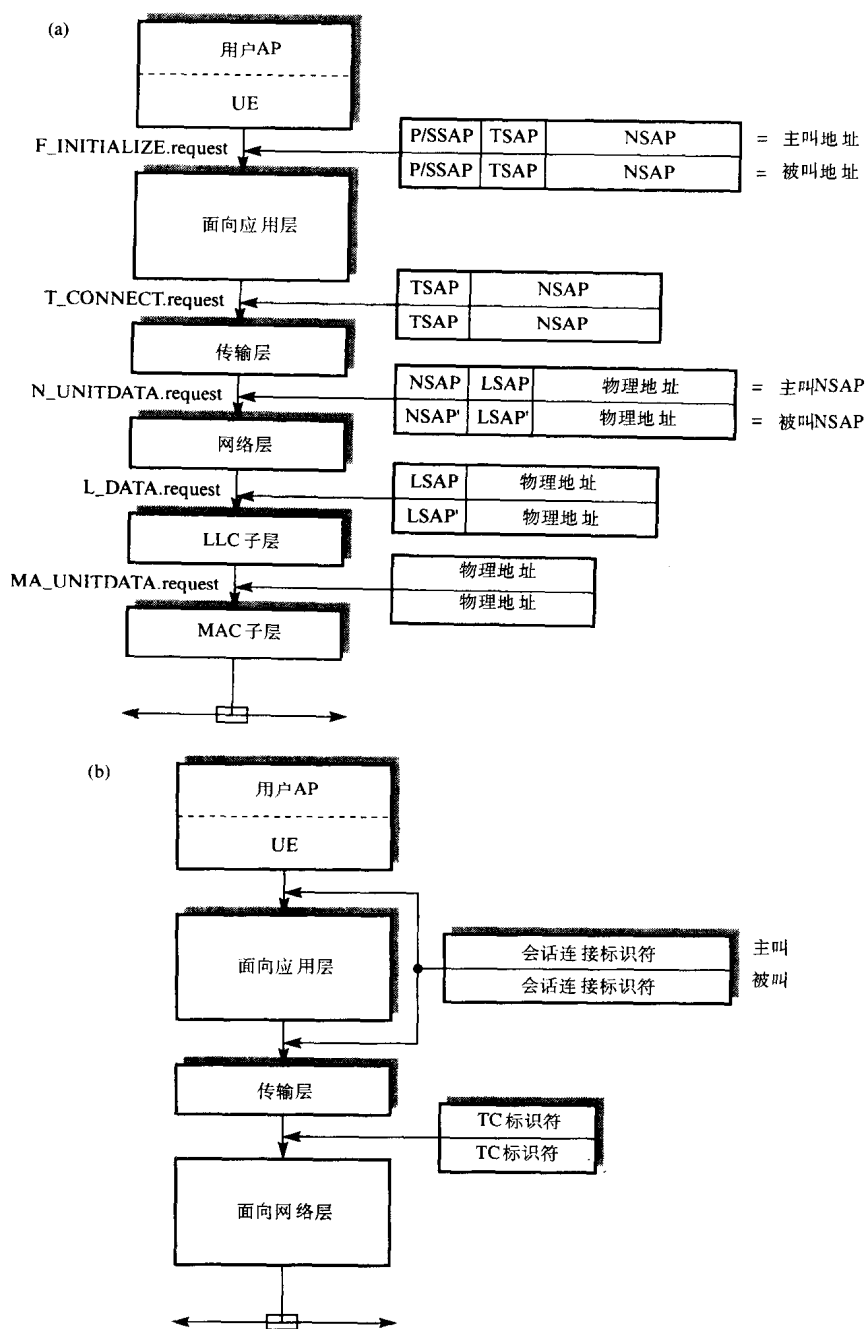 (a)
用户AP
UE
F_INITIALIZE.request
P/SSAP TSAP NSAP = 主叫地址
P/SSAP TSAP NSAP = 被叫地址
面向应用层
T_CONNECT.request
TSAP NSAP
TSAP NSAP
传输层
N_UNITDATA.request
NSAP LSAP 物理地址 = 主叫NSAP
NSAP' LSAP' 物理地址 = 被叫NSAP
网络层
L_DATA.request
LSAP 物理地址
LSAP' 物理地址
LLC子层
MA_UNITDATA.request
物理地址
物理地址
MAC子层
(b)
用户AP
UE
面向应用层
会话连接标识符 主叫
会话连接标识符 被叫
传输层
TC标识符
TC标识符
面向网络层